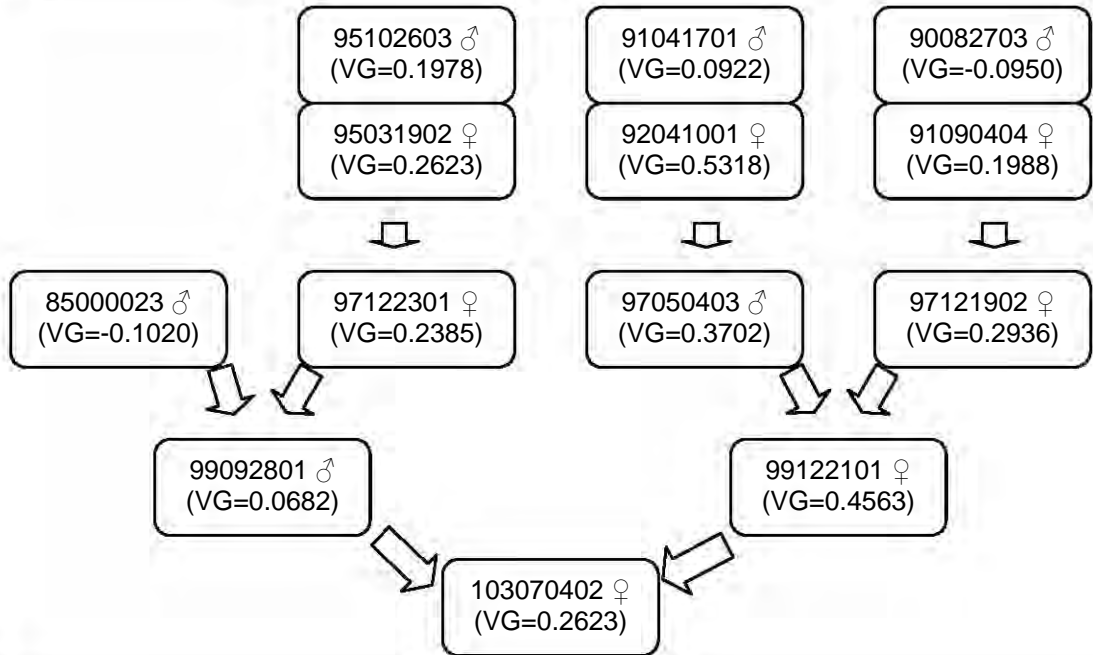 95102603 ♂
(VG=0.1978)
91041701 ♂
(VG=0.0922)
90082703 ♂
(VG=-0.0950)
95031902 ♀
(VG=0.2623)
92041001 ♀
(VG=0.5318)
91090404 ♀
(VG=0.1988)
85000023 ♂
(VG=-0.1020)
97122301 ♀
(VG=0.2385)
97050403 ♂
(VG=0.3702)
97121902 ♀
(VG=0.2936)
99092801 ♂
(VG=0.0682)
99122101 ♀
(VG=0.4563)
103070402 ♀
(VG=0.2623)